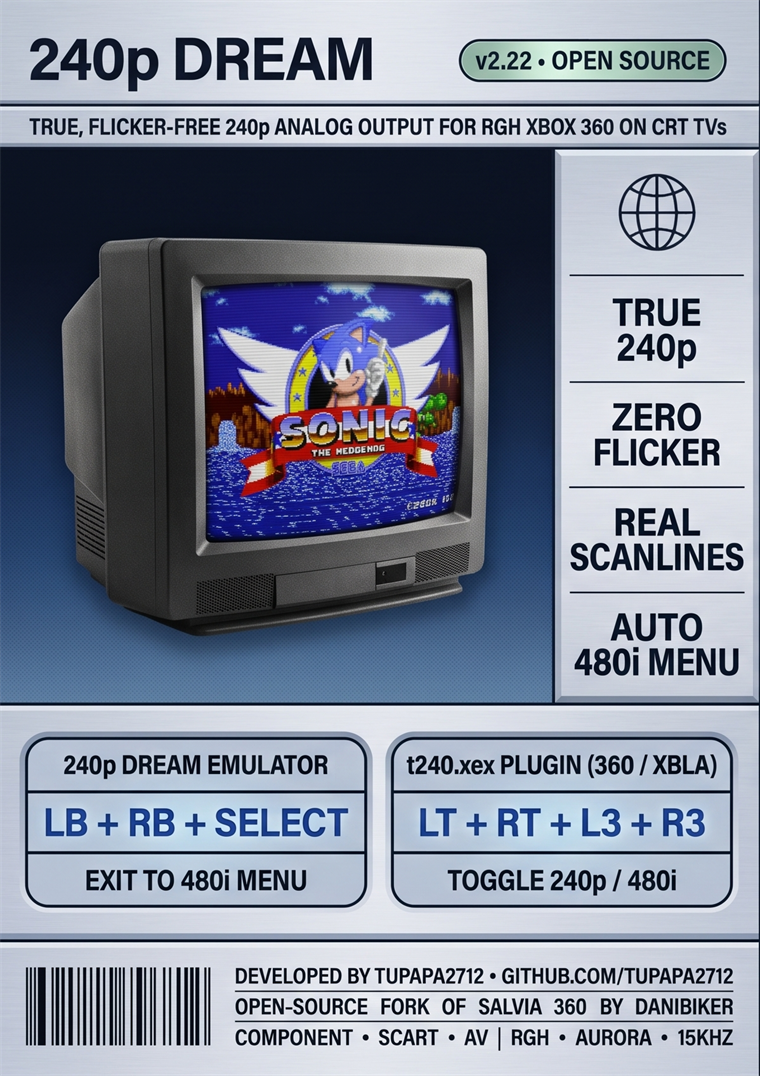 240p DREAM
v2.22 • OPEN SOURCE
TRUE, FLICKER-FREE 240p ANALOG OUTPUT FOR RGH XBOX 360 ON CRT TVs
SONIC
THE HEDGEHOG
SEGA
TRUE
240p
ZERO
FLICKER
REAL
SCANLINES
AUTO
480i MENU
240p DREAM EMULATOR
LB + RB + SELECT
EXIT TO 480i MENU
t240.xex PLUGIN (360 / XBLA)
LT + RT + L3 + R3
TOGGLE 240p / 480i
DEVELOPED BY TUPAPA2712 • GITHUB.COM/TUPAPA2712
OPEN-SOURCE FORK OF SALVIA 360 BY DANIBIKER
COMPONENT • SCART • AV | RGH • AURORA • 15KHZ